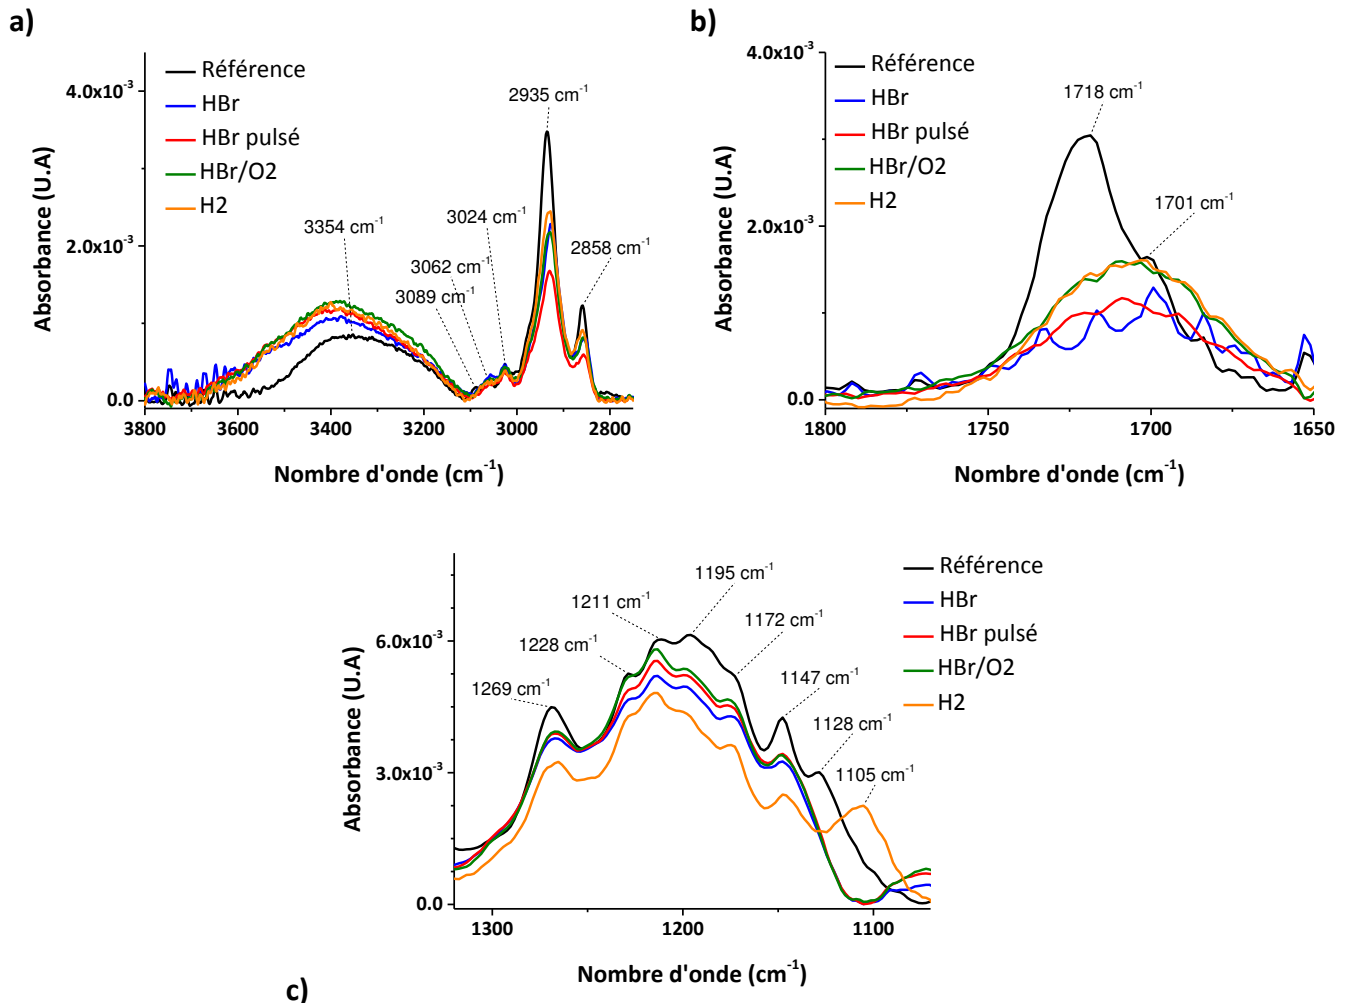 a)
Référence
HBr
HBr pulsé
HBr/O2
H2
4.0x10⁻³
2.0x10⁻³
0.0
Absorbance (U.A)
3354 cm⁻¹
3089 cm⁻¹
3062 cm⁻¹
3024 cm⁻¹
2935 cm⁻¹
2858 cm⁻¹
3800 3600 3400 3200 3000 2800
Nombre d'onde (cm⁻¹)
b)
Référence
HBr
HBr pulsé
HBr/O2
H2
4.0x10⁻³
2.0x10⁻³
0.0
Absorbance (U.A)
1718 cm⁻¹
1701 cm⁻¹
1800 1750 1700 1650
Nombre d'onde (cm⁻¹)
Référence
HBr
HBr pulsé
HBr/O2
H2
6.0x10⁻³
3.0x10⁻³
0.0
Absorbance (U.A)
1269 cm⁻¹
1228 cm⁻¹
1211 cm⁻¹
1195 cm⁻¹
1172 cm⁻¹
1147 cm⁻¹
1128 cm⁻¹
1105 cm⁻¹
1300 1200 1100
Nombre d'onde (cm⁻¹)
c)